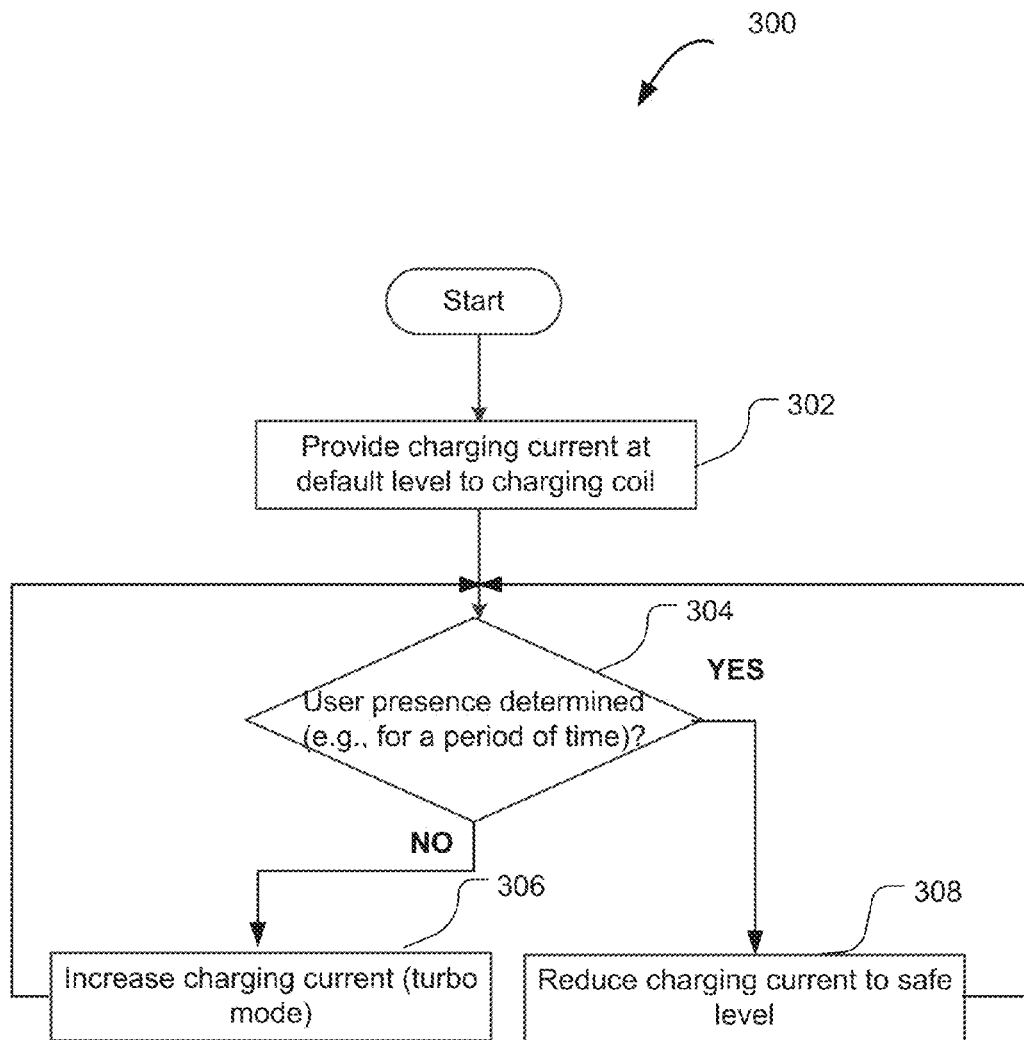 300
Start
302
Provide charging current at
default level to charging coil
304
YES
User presence determined
(e.g., for a period of time)?
NO
306
308
Increase charging current (turbo
mode)
Reduce charging current to safe
level